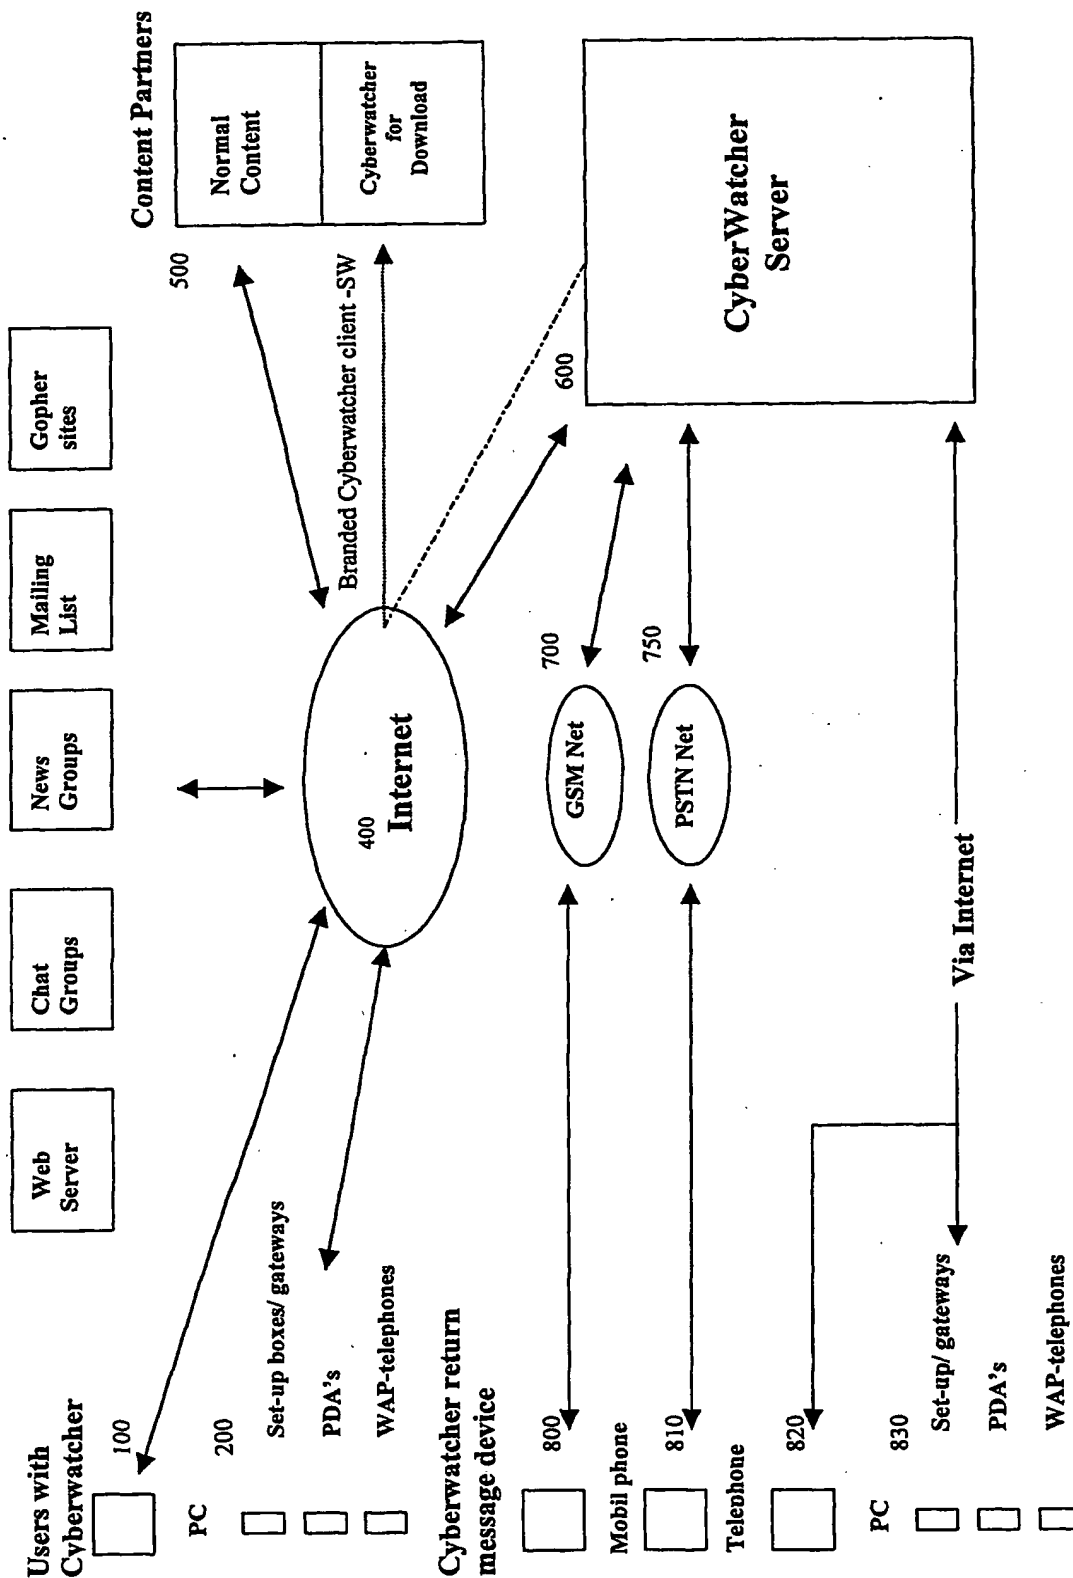 Web
Server
Chat
Groups
News
Groups
Mailing
List
Gopher
sites
Users with
Cyberwatcher
100
PC
200
Set-up boxes/ gateways
PDA's
WAP-telephones
400
Internet
Content Partners
500
Normal
Content
Cyberwatcher
for
Download
Branded Cyberwatcher client -SW
600
CyberWatcher
Server
Cyberwatcher return
message device
800
Mobil phone
810
Telephone
820
PC
830
Set-up/ gateways
PDA's
WAP-telephones
700
GSM Net
750
PSTN Net
Via Internet